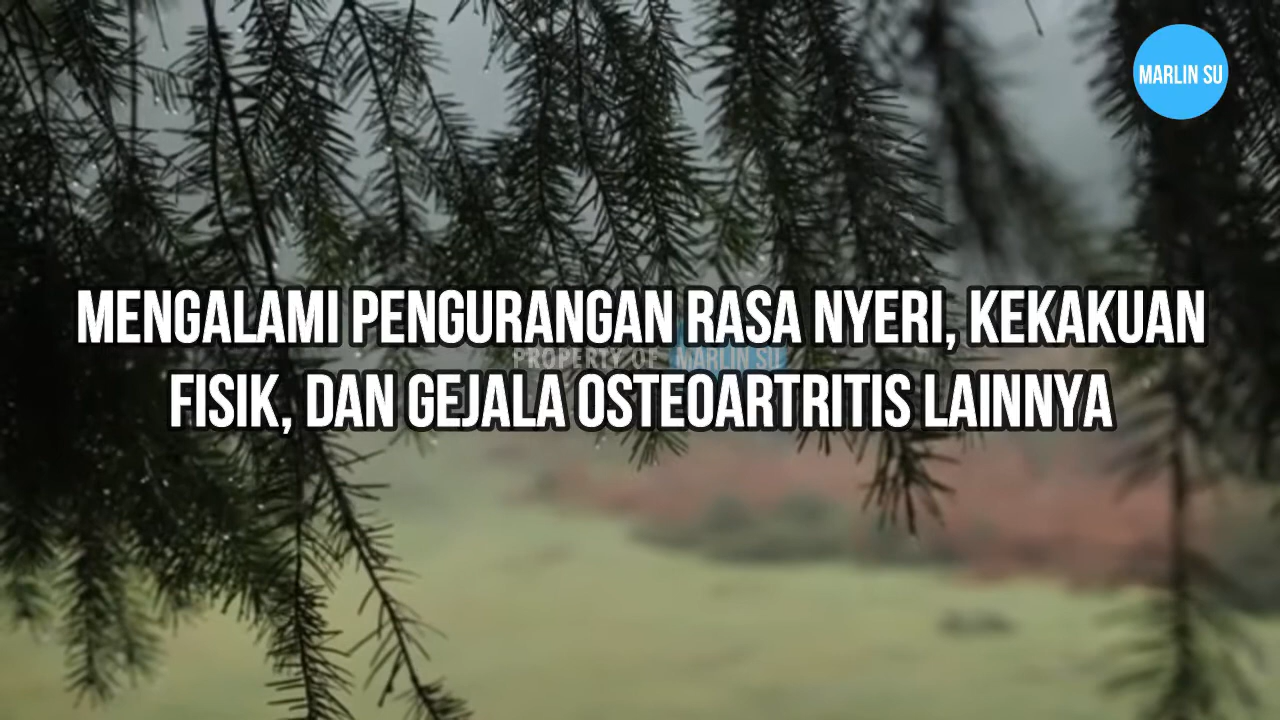 MARLIN SU
MENGALAMI PENGURANGAN RASA NYERI, KEKAKUAN
PROPERTY OF MARLIN SU
FISIK, DAN GEJALA OSTEOARTRITIS LAINNYA